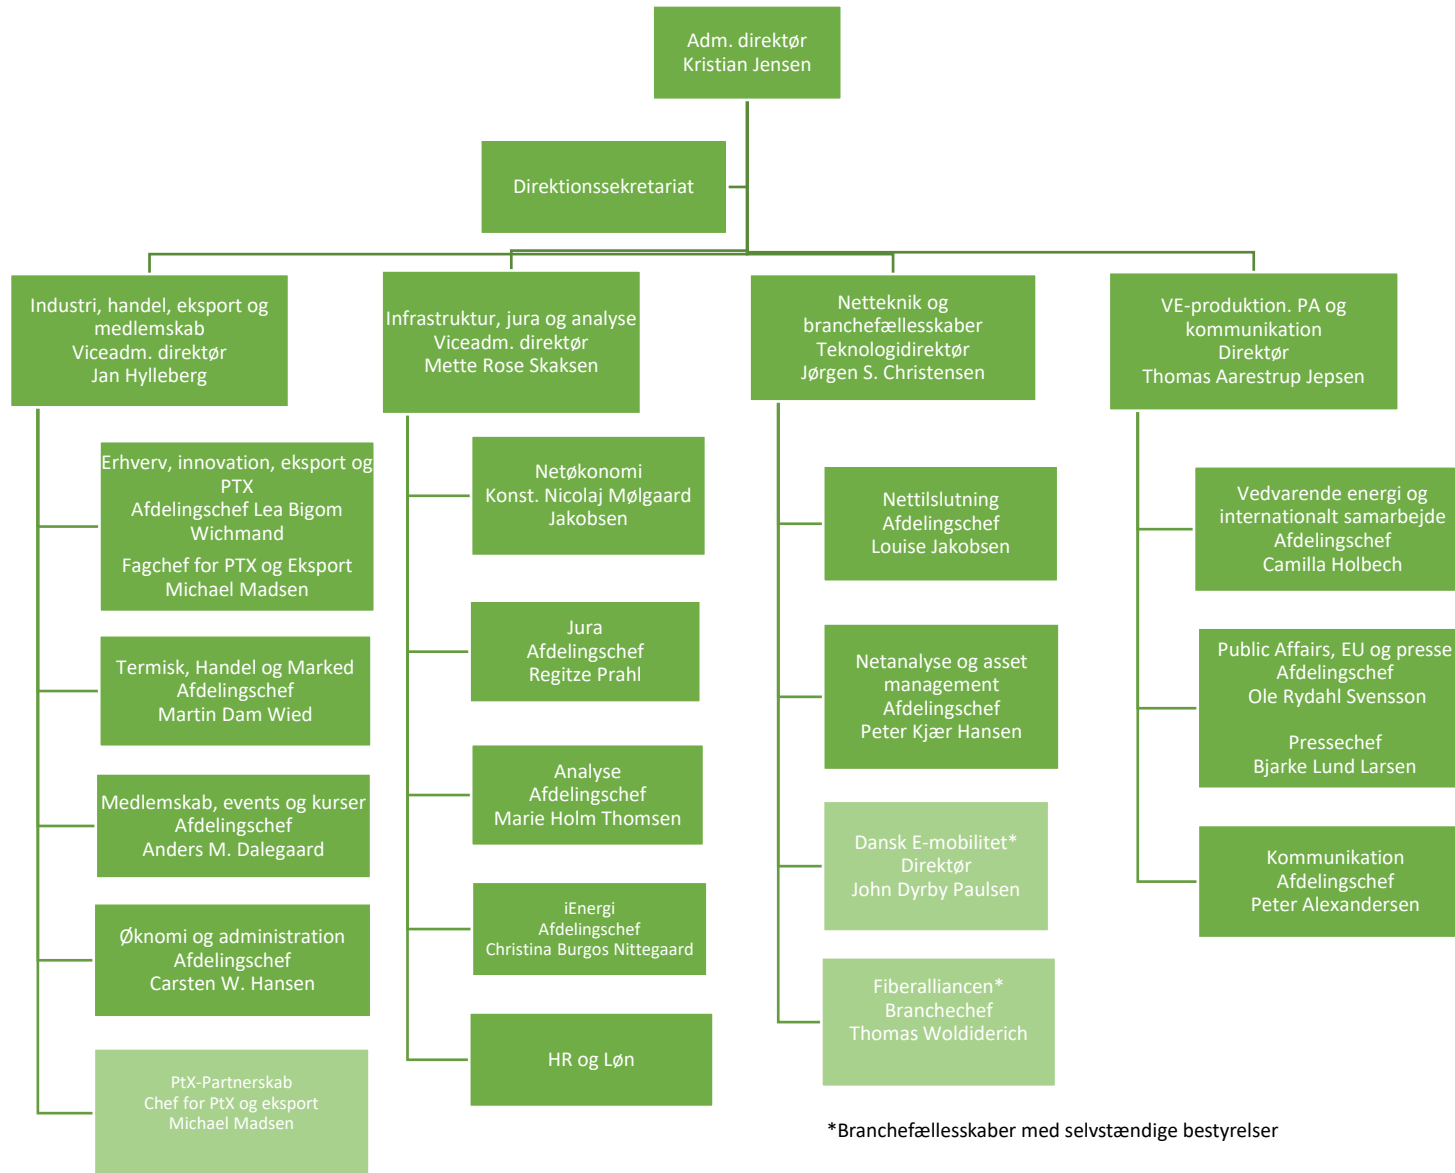 Adm. direktør
Kristian Jensen
Direktionssekretariat
Industri, handel, eksport og
medlemskab
Viceadm. direktør
Jan Hylleberg
Erhverv, innovation, eksport og
PTX
Afdelingschef Lea Bigom
Wichmand
Fagchef for PTX og Eksport
Michael Madsen
Termisk, Handel og Marked
Afdelingschef
Martin Dam Wied
Medlemskab, events og kurser
Afdelingschef
Anders M. Dalegaard
Øknomi og administration
Afdelingschef
Carsten W. Hansen
PtX-Partnerskab
Chef for PtX og eksport
Michael Madsen
Infrastruktur, jura og analyse
Viceadm. direktør
Mette Rose Skaksen
Netøkonomi
Konst. Nicolaj Mølgaard
Jakobsen
Jura
Afdelingschef
Regitze Prahl
Analyse
Afdelingschef
Marie Holm Thomsen
iEnergi
Afdelingschef
Christina Burgos Nittegaard
HR og Løn
Netteknik og
branchefællesskaber
Teknologidirektør
Jørgen S. Christensen
Nettilslutning
Afdelingschef
Louise Jakobsen
Netanalyse og asset
management
Afdelingschef
Peter Kjær Hansen
Dansk E-mobilitet*
Direktør
John Dyrby Paulsen
Fiberalliancen*
Branchechef
Thomas Woldiderich
VE-produktion. PA og
kommunikation
Direktør
Thomas Aarestrup Jepsen
Vedvarende energi og
internationalt samarbejde
Afdelingschef
Camilla Holbech
Public Affairs, EU og presse
Afdelingschef
Ole Rydahl Svensson
Pressechef
Bjarke Lund Larsen
Kommunikation
Afdelingschef
Peter Alexandersen
*Branchefællesskaber med selvstændige bestyrelser